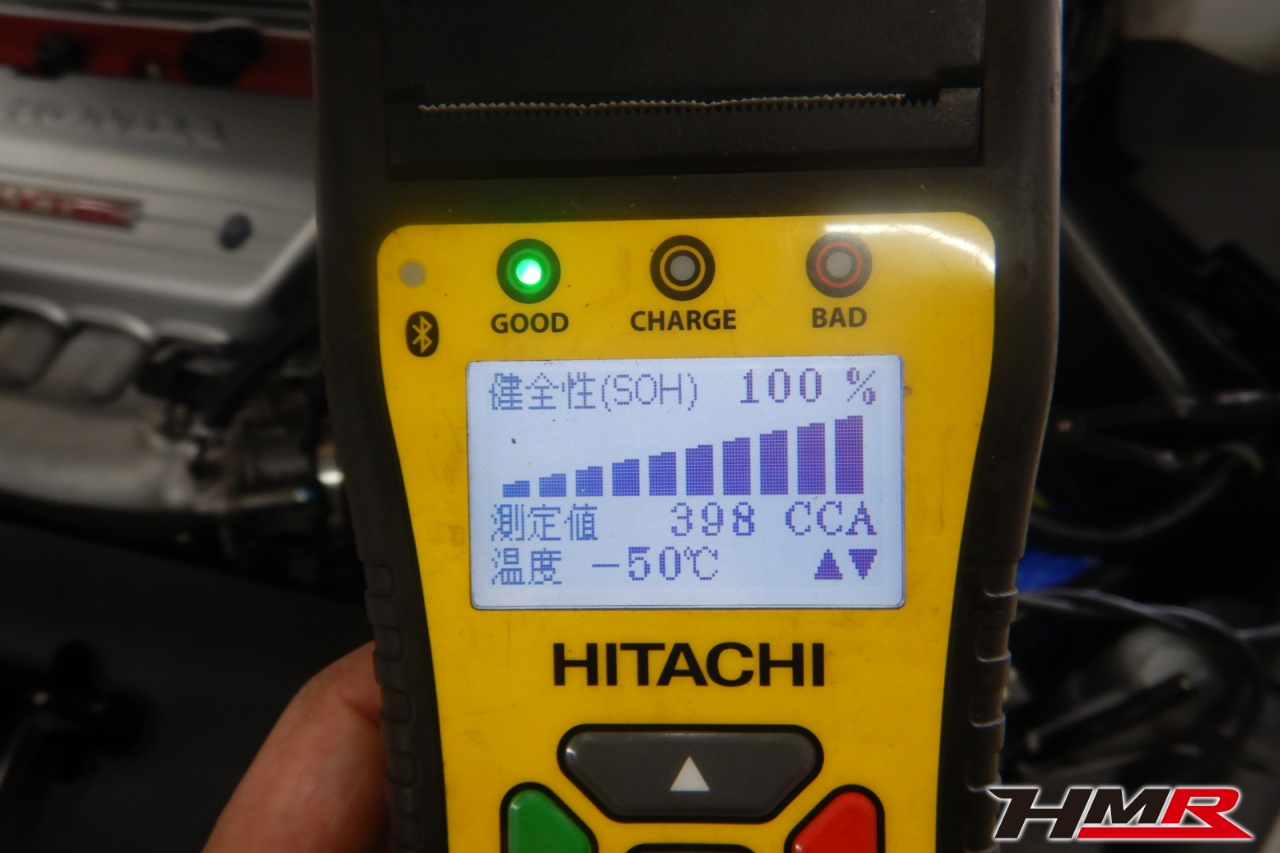 GOOD
CHARGE
BAD
健全性(SOH) 100 %
測定値 398 CCA
温度 -50℃ ▲▼
HITACHI
HMR